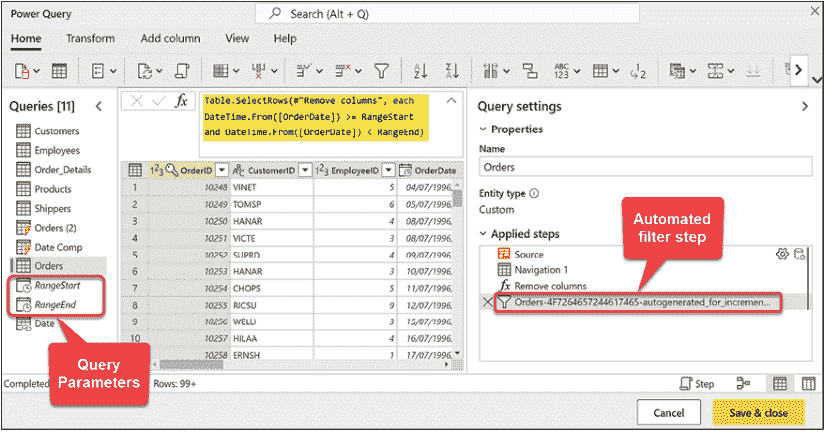 Power Query
Search (Alt + Q)
Home Transform Add column View Help
Queries [11]
Customers
Employees
Order_Details
Products
Shippers
Orders (2)
Date Comp
Orders
RangeStart
RangeEnd
Date
Query
Parameters
fx
Table.SelectRows(#"Remove columns", each
DateTime.From([OrderDate]) >= RangeStart
and DateTime.From([OrderDate]) < RangeEnd)
1²3 OrderID ABC CustomerID 1²3 EmployeeID OrderDate
1 10248 VINET 5 04/07/1996,
2 10249 TOMSP 6 05/07/1996,
3 10250 HANAR 4 08/07/1996,
4 10251 VICTE 3 08/07/1996,
5 10252 SUPRD 4 09/07/1996,
6 10253 HANAR 3 10/07/1996,
7 10254 CHOPS 5 11/07/1996,
8 10255 RICSU 9 12/07/1996,
9 10256 WELLI 3 15/07/1996,
10 10257 HILAA 4 16/07/1996,
10258 ERNSH 1 17/07/1996,
Completed
Rows: 99+
Query settings
Properties
Name
Orders
Entity type
Custom
Applied steps
Automated
filter step
Source
Navigation 1
fx Remove columns
Orders-4F7264657244617465-autogenerated_for_incremen...
Step
Cancel
Save & close